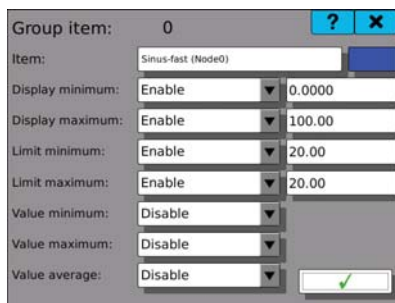 Group item: 0 ?
Item: Sinus-fast (Node0)
Display minimum: Enable 0.0000
Display maximum: Enable 100.00
Limit minimum: Enable 20.00
Limit maximum: Enable 20.00
Value minimum: Disable
Value maximum: Disable
Value average: Disable